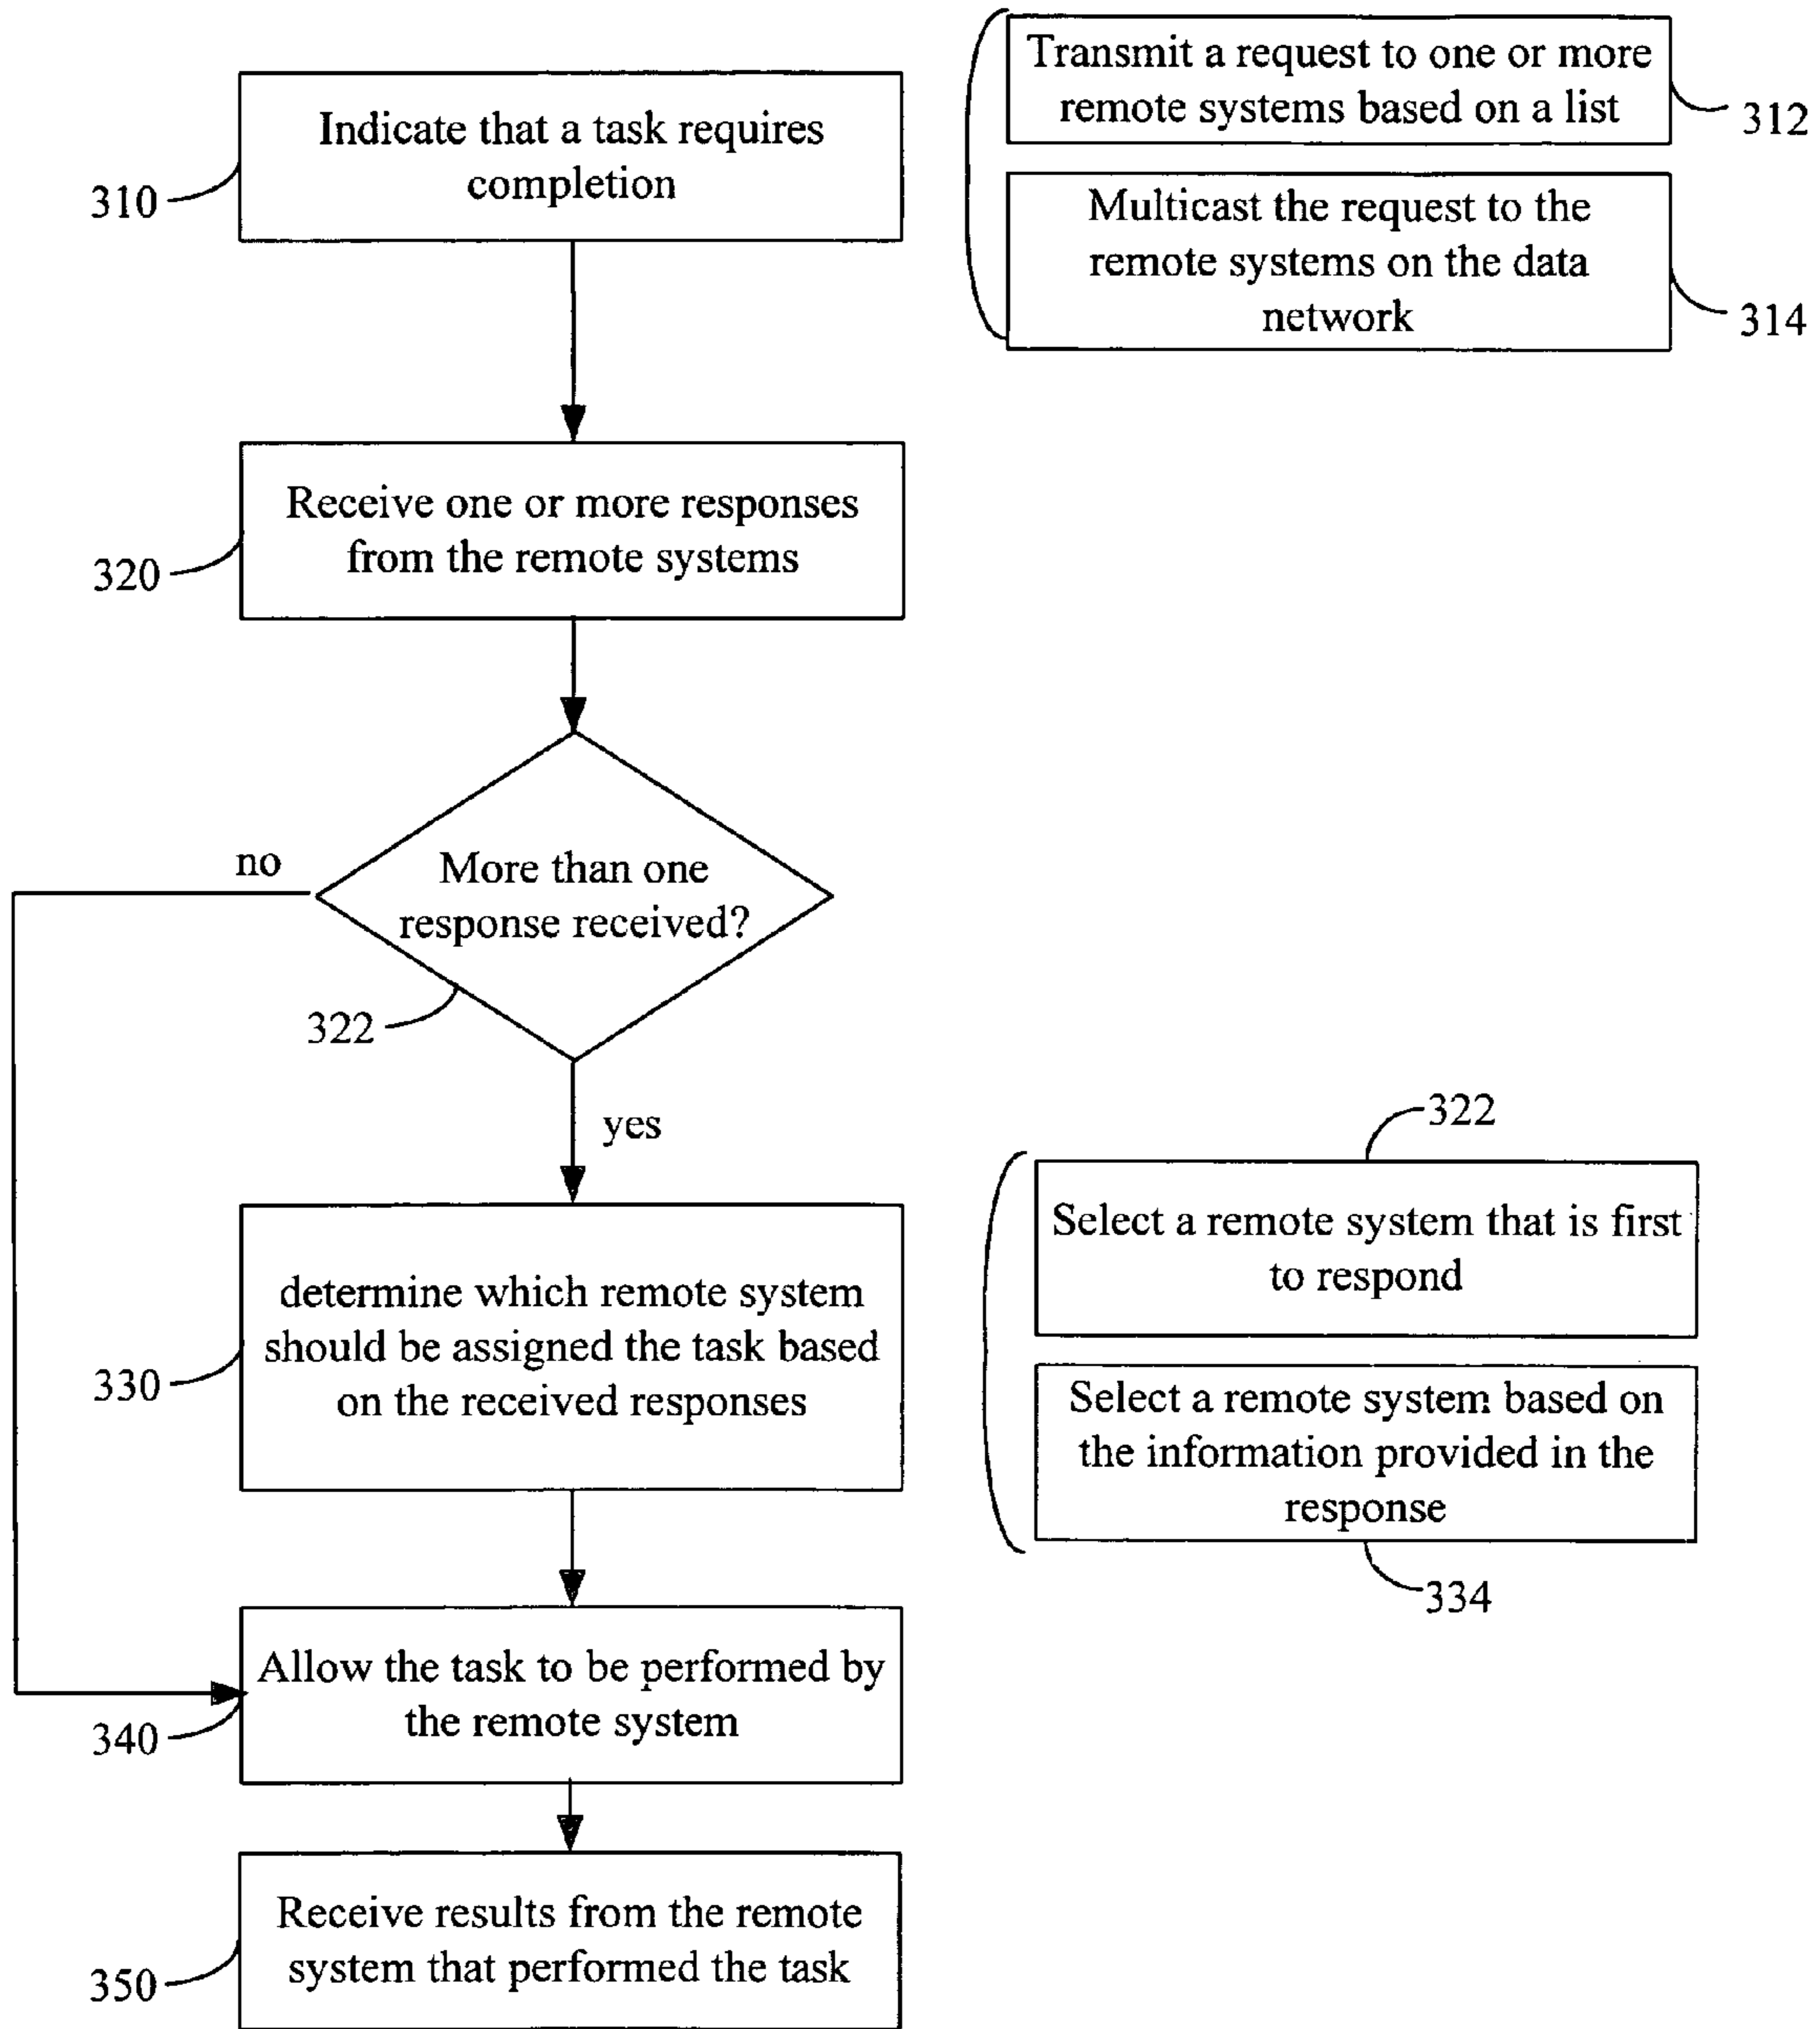 Indicate that a task requires
completion
310
Transmit a request to one or more
remote systems based on a list
312
Multicast the request to the
remote systems on the data
network
314
Receive one or more responses
from the remote systems
320
More than one
response received?
no
322
yes
determine which remote system
should be assigned the task based
on the received responses
330
322
Select a remote system that is first
to respond
Select a remote system based on
the information provided in the
response
334
Allow the task to be performed by
the remote system
340
Receive results from the remote
system that performed the task
350